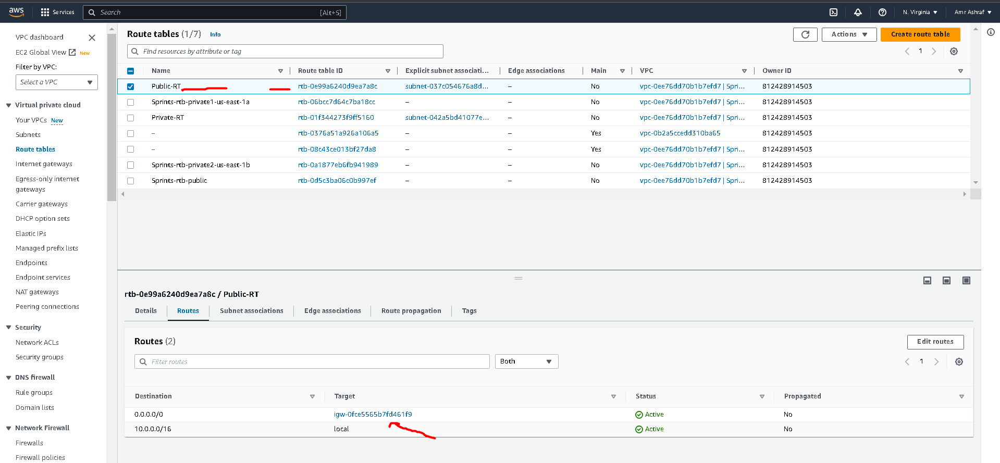 aws Services Search [Alt+S] N. Virginia Amr Ashraf
VPC dashboard
EC2 Global View New
Filter by VPC:
Select a VPC
Virtual private cloud
Your VPCs New
Subnets
Route tables
Internet gateways
Egress-only internet
gateways
Carrier gateways
DHCP option sets
Elastic IPs
Managed prefix lists
Endpoints
Endpoint services
NAT gateways
Peering connections
Security
Network ACLs
Security groups
DNS firewall
Rule groups
Domain lists
Network Firewall
Firewalls
Firewall policies
Route tables (1/7) Info Actions Create route table
Find resources by attribute or tag 1
Name Route table ID Explicit subnet associati... Edge associations Main VPC Owner ID
Public-RT rtb-0e99a6240d9ea7a8c subnet-037c054676a8d... – No vpc-0ee76dd70b1b7efd7 | Spri... 812428914503
Sprints-rtb-private1-us-east-1a rtb-06bcc7d64c7ba18cc – – No vpc-0ee76dd70b1b7efd7 | Spri... 812428914503
Private-RT rtb-01f344273f9ff5160 subnet-042a5bd41077e... – No vpc-0ee76dd70b1b7efd7 | Spri... 812428914503
– rtb-0376a51a926a106a5 – – Yes vpc-0b2a5ccedd310ba65 812428914503
– rtb-08c43ce013bf27da8 – – Yes vpc-0ee76dd70b1b7efd7 | Spri... 812428914503
Sprints-rtb-private2-us-east-1b rtb-0a1877eb6fb941989 – – No vpc-0ee76dd70b1b7efd7 | Spri... 812428914503
Sprints-rtb-public rtb-0d5c3ba06c0b997ef – – No vpc-0ee76dd70b1b7efd7 | Spri... 812428914503
rtb-0e99a6240d9ea7a8c / Public-RT
Details Routes Subnet associations Edge associations Route propagation Tags
Routes (2) Edit routes
Filter routes Both 1
Destination Target Status Propagated
0.0.0.0/0 igw-0fce5565b7fd461f9 Active No
10.0.0.0/16 local Active No